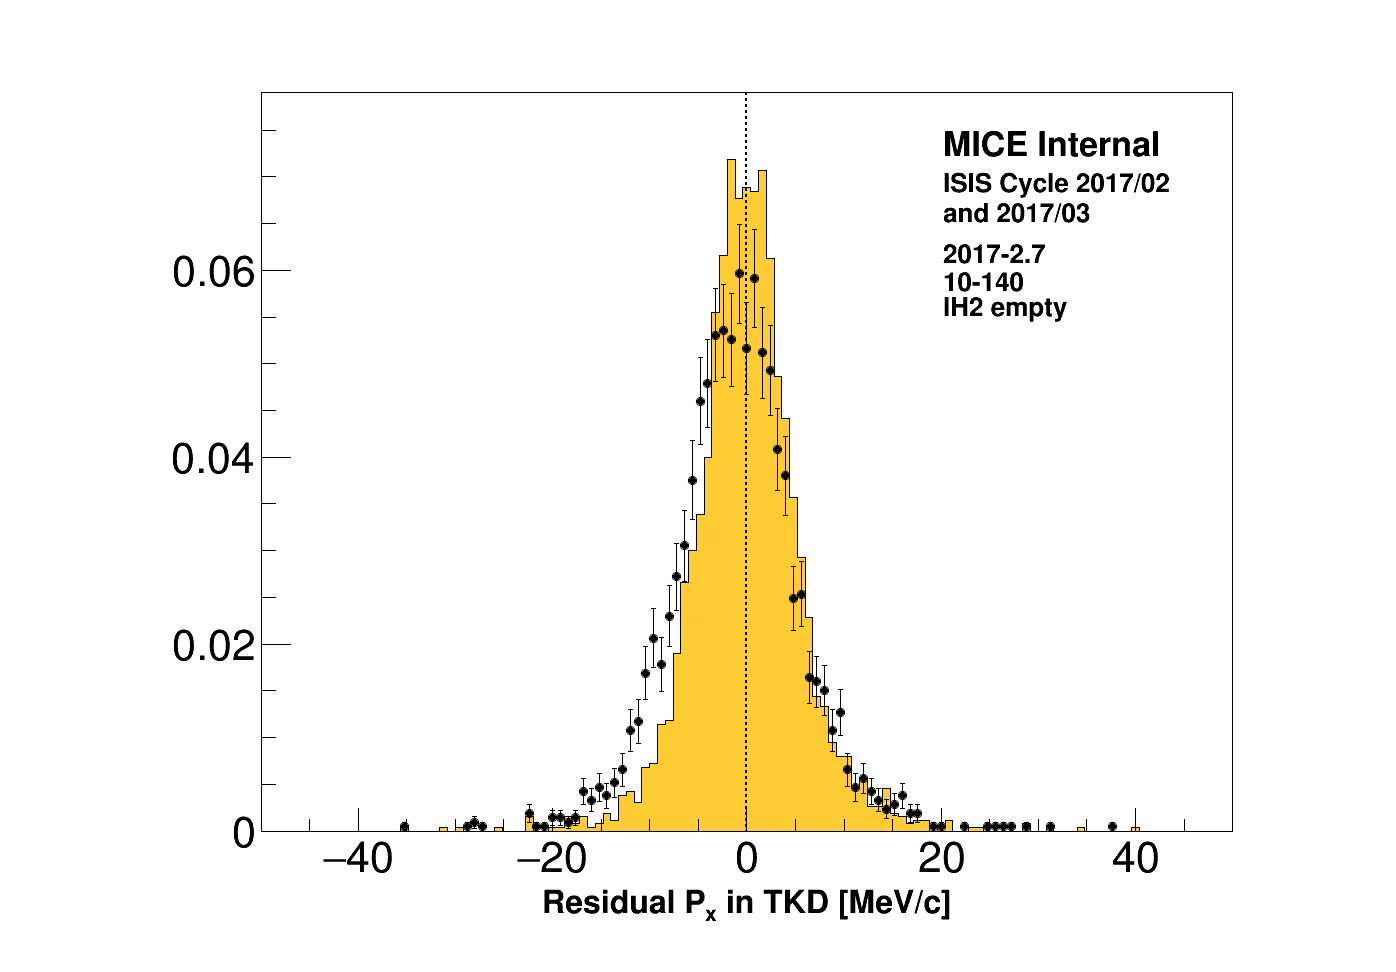 MICE Internal
ISIS Cycle 2017/02
and 2017/03
2017-2.7
10-140
lH2 empty
0.06
0.04
0.02
0
−40 −20 0 20 40
Residual Px in TKD [MeV/c]